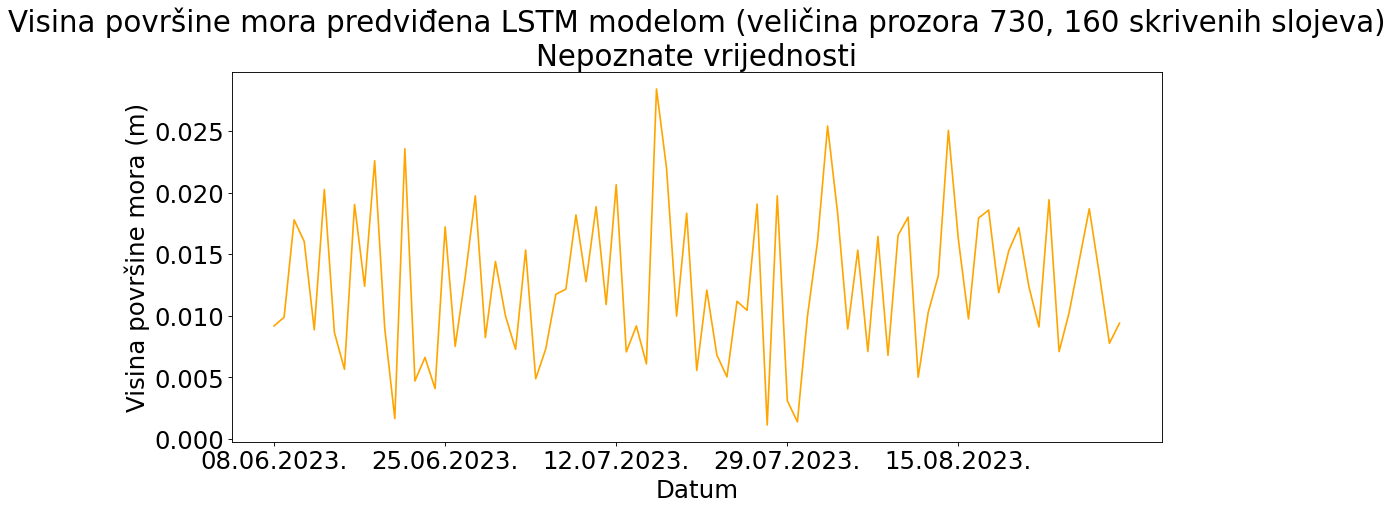 Visina površine mora predviđena LSTM modelom (veličina prozora 730, 160 skrivenih slojeva)
Nepoznate vrijednosti
Visina površine mora (m)
0.025
0.020
0.015
0.010
0.005
0.000
08.06.2023. 25.06.2023. 12.07.2023. 29.07.2023. 15.08.2023.
Datum